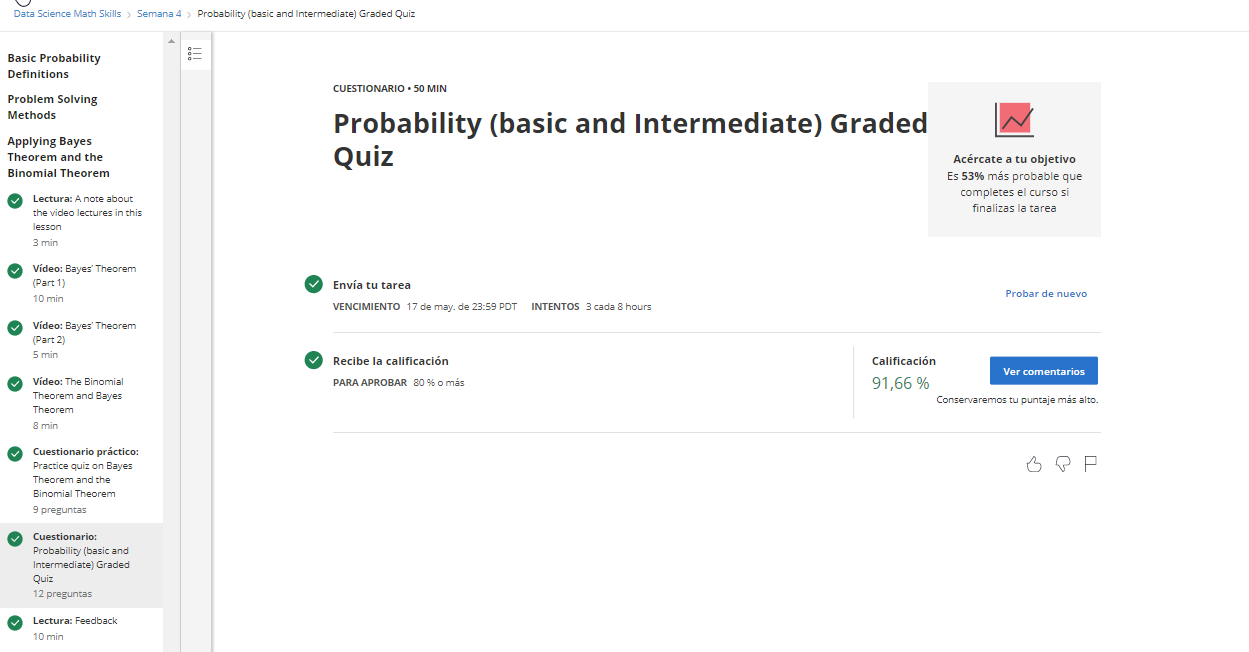 Data Science Math Skills > Semana 4 > Probability (basic and Intermediate) Graded Quiz
Basic Probability
Definitions
Problem Solving
Methods
Applying Bayes
Theorem and the
Binomial Theorem
Lectura: A note about
the video lectures in this
lesson
3 min
Vídeo: Bayes' Theorem
(Part 1)
10 min
Vídeo: Bayes' Theorem
(Part 2)
5 min
Vídeo: The Binomial
Theorem and Bayes
Theorem
8 min
Cuestionario práctico:
Practice quiz on Bayes
Theorem and the
Binomial Theorem
9 preguntas
Cuestionario:
Probability (basic and
Intermediate) Graded
Quiz
12 preguntas
Lectura: Feedback
10 min
CUESTIONARIO • 50 MIN
Probability (basic and Intermediate) Graded
Quiz
Acércate a tu objetivo
Es 53% más probable que
completes el curso si
finalizas la tarea
Envía tu tarea
VENCIMIENTO 17 de may. de 23:59 PDT INTENTOS 3 cada 8 hours
Probar de nuevo
Recibe la calificación
PARA APROBAR 80 % o más
Calificación
91,66 %
Ver comentarios
Conservaremos tu puntaje más alto.